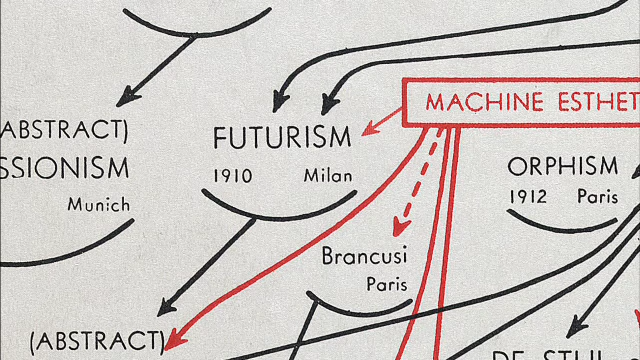 (ABSTRACT)
SSIONISM
Munich
FUTURISM
1910 Milan
MACHINE ESTHET
ORPHISM
1912 Paris
Brancusi
Paris
(ABSTRACT)
DE STIJL